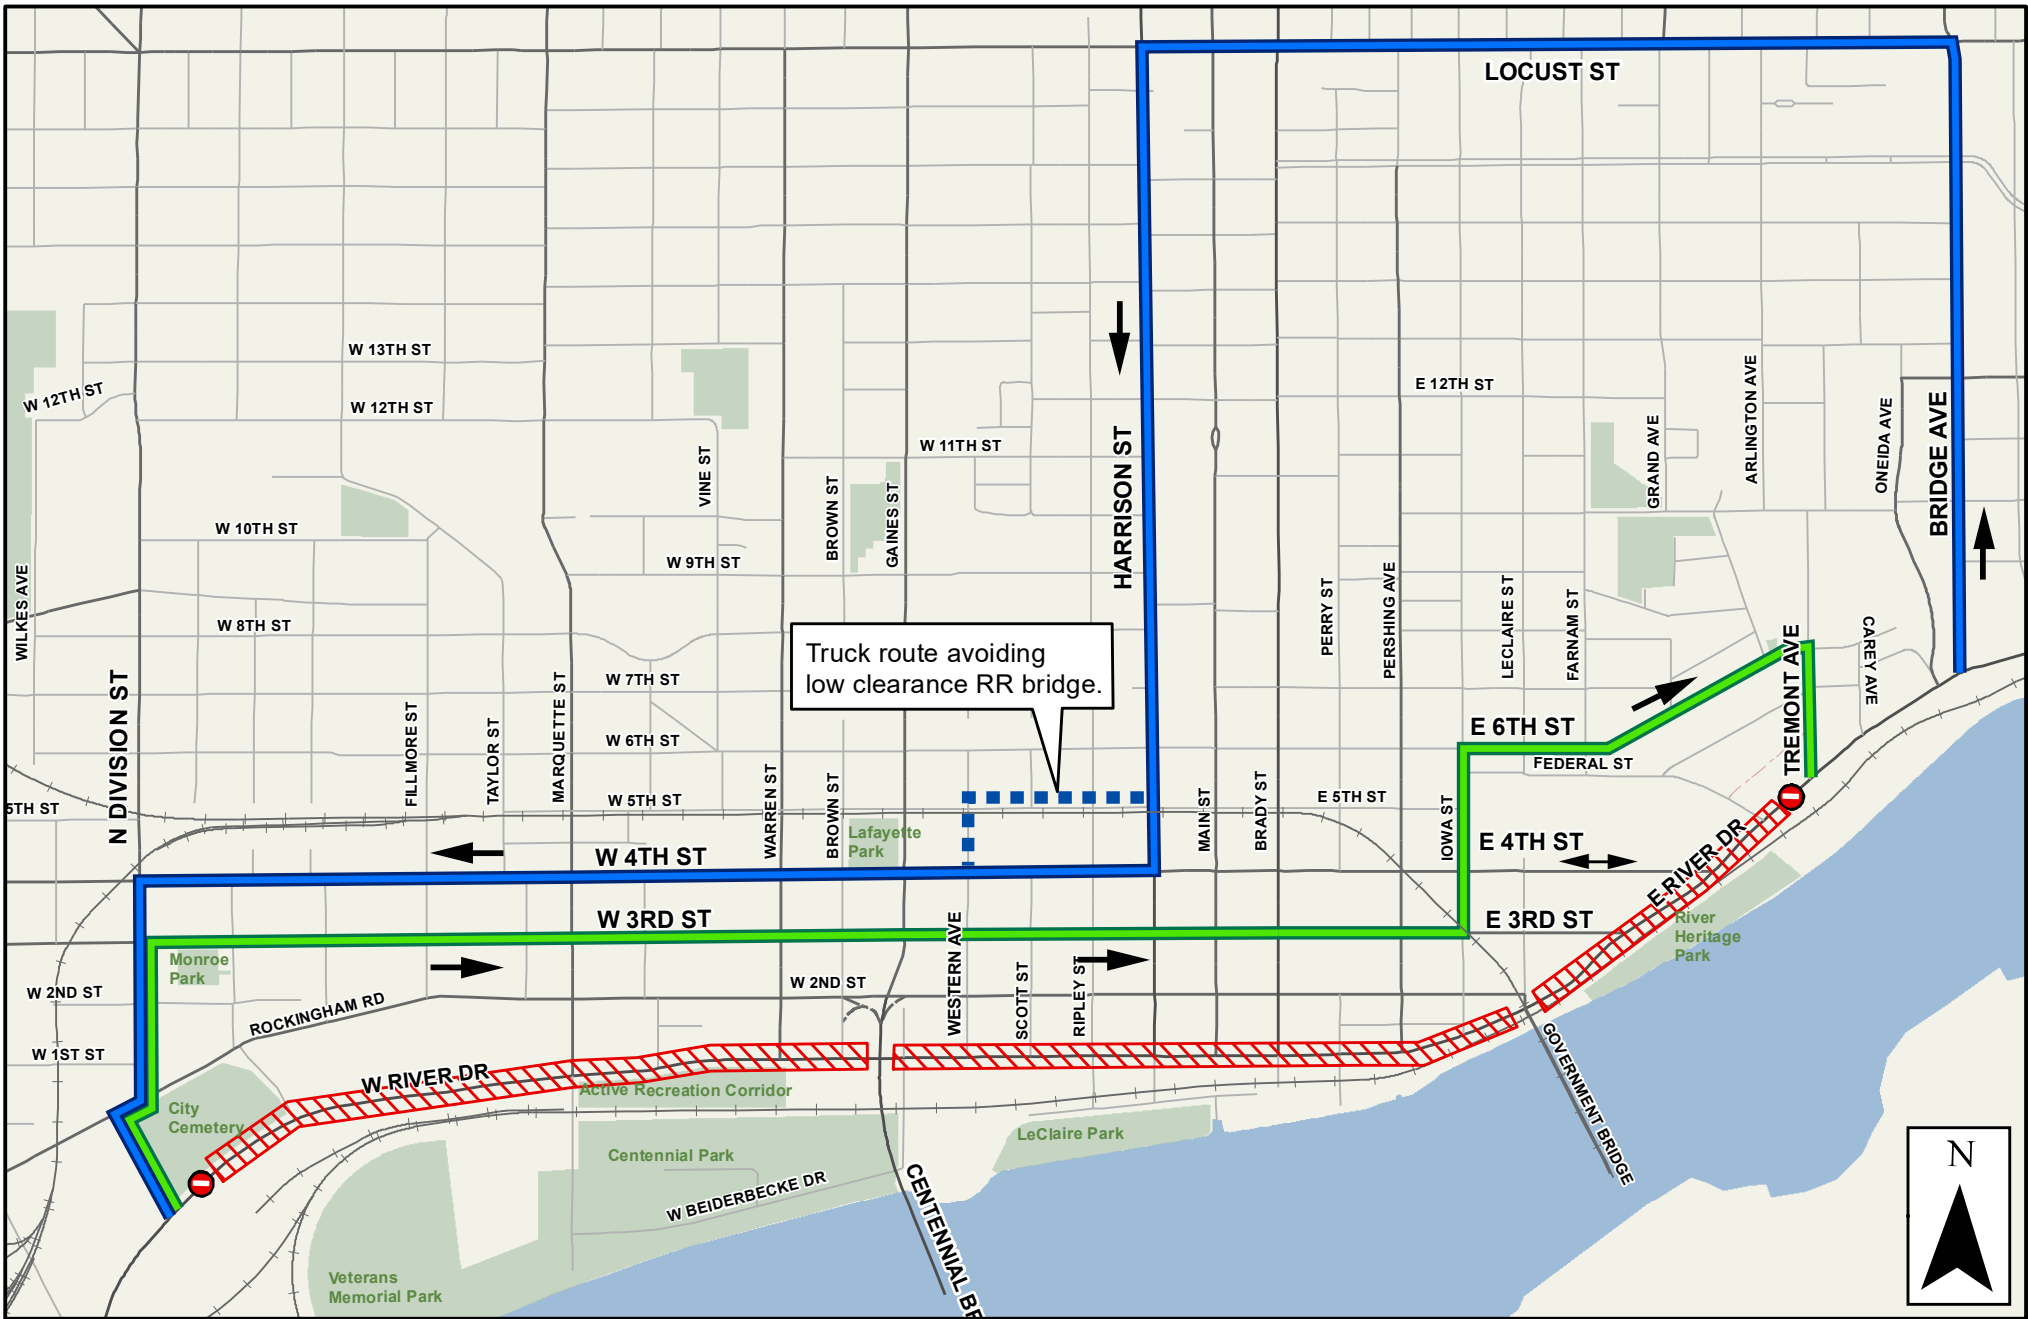 LOCUST ST
W 13TH ST
W 12TH ST
W 12TH ST
E 12TH ST
ARLINGTON AVE
ONEIDA AVE
BRIDGE AVE
GRAND AVE
HARRISON ST
W 11TH ST
VINE ST
BROWN ST
GAINES ST
W 10TH ST
W 9TH ST
WILKES AVE
W 8TH ST
PERRY ST
PERSHING AVE
LECLAIRE ST
FARNAM ST
TREMONT AVE
CAREY AVE
Truck route avoiding
low clearance RR bridge.
N DIVISION ST
FILLMORE ST
TAYLOR ST
MARQUETTE ST
W 7TH ST
W 6TH ST
E 6TH ST
FEDERAL ST
5TH ST
W 5TH ST
WARREN ST
BROWN ST
Lafayette
Park
MAIN ST
BRADY ST
E 5TH ST
IOWA ST
E 4TH ST
W 4TH ST
E RIVER DR
W 3RD ST
E 3RD ST
River
Heritage
Park
Monroe
Park
WESTERN AVE
SCOTT ST
RIPLEY ST
W 2ND ST
W 2ND ST
ROCKINGHAM RD
W 1ST ST
W RIVER DR
Active Recreation Corridor
City
Cemetery
LeClaire Park
GOVERNMENT BRIDGE
Centennial Park
W BEIDERBECKE DR
CENTENNIAL BR
Veterans
Memorial Park
N